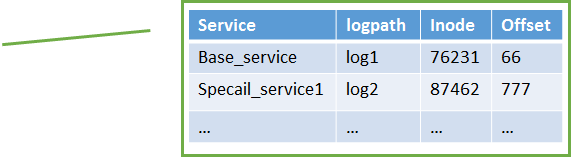 Service logpath Inode Offset
Base_service log1 76231 66
Specail_service1 log2 87462 777
... ... ... ...